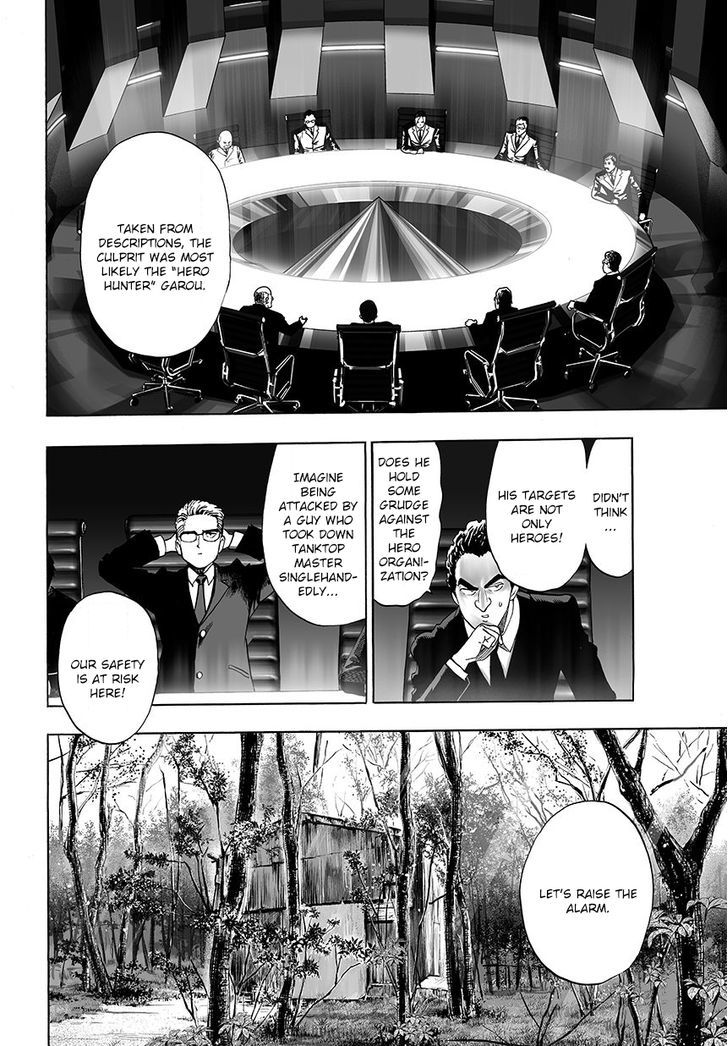 TAKEN FROM
DESCRIPTIONS, THE
CULPRIT WAS MOST
LIKELY THE "HERO
HUNTER" GAROU.
DIDN'T
THINK
...
HIS TARGETS
ARE NOT
ONLY
HEROES!
DOES HE
HOLD
SOME
GRUDGE
AGAINST
THE HERO
ORGANI-
ZATION?
IMAGINE
BEING
ATTACKED BY
A GUY WHO
TOOK DOWN
TANKTOP
MASTER
SINGLEHAND-
EDLY...
OUR SAFETY
IS AT RISK
HERE!
LET'S RAISE THE
ALARM.